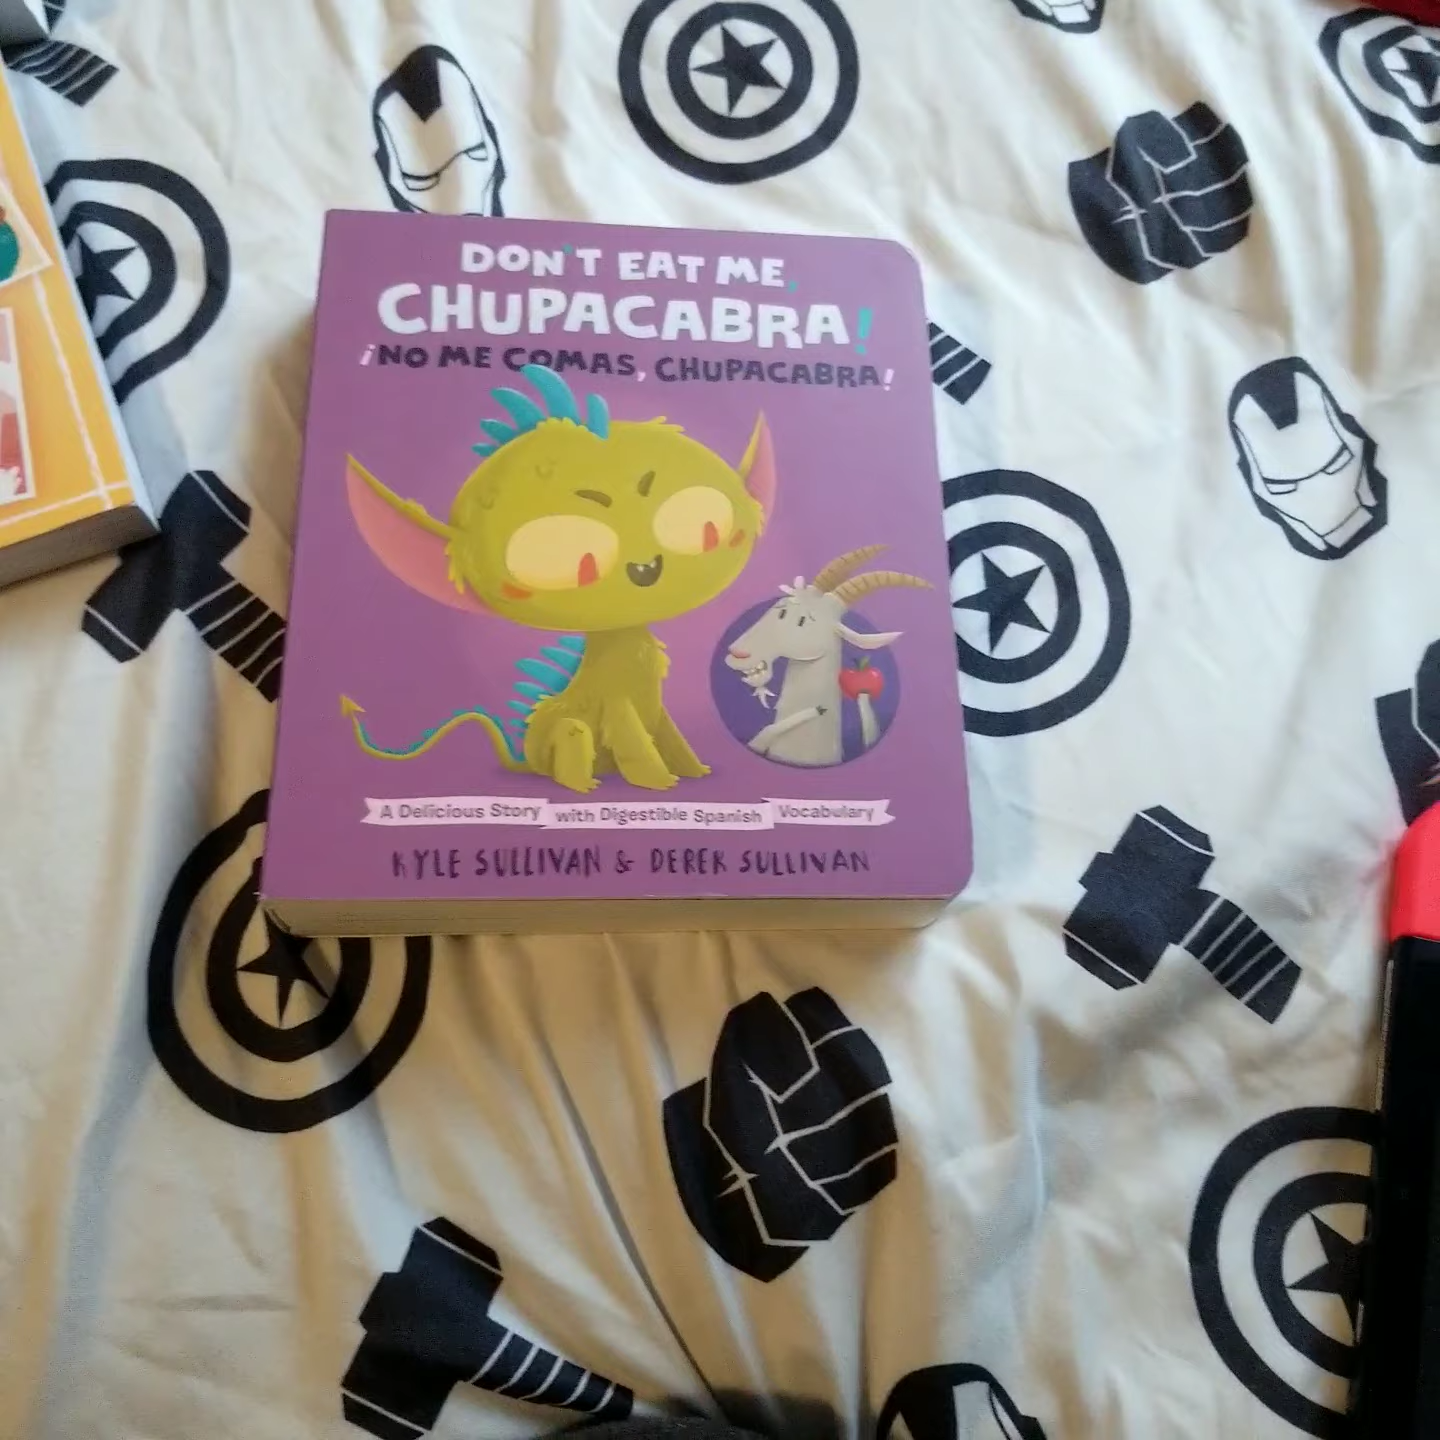 DON'T EAT ME,
CHUPACABRA!
¡NO ME COMAS, CHUPACABRA!
A Delicious Story with Digestible Spanish Vocabulary
KYLE SULLIVAN & DEREK SULLIVAN